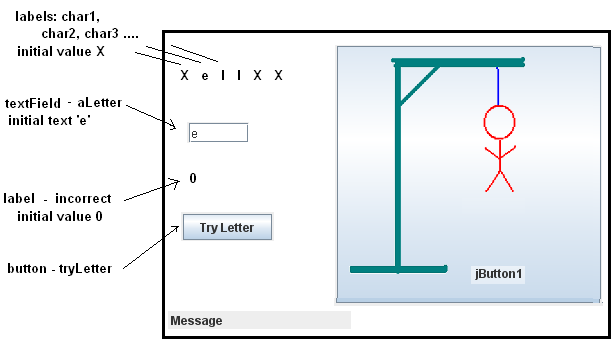 labels: char1,
char2, char3 ....
initial value X
X e l l X X
textField - aLetter
initial text 'e'
e
label - incorrect
initial value 0
0
Try Letter
button - tryLetter
jButton1
Message